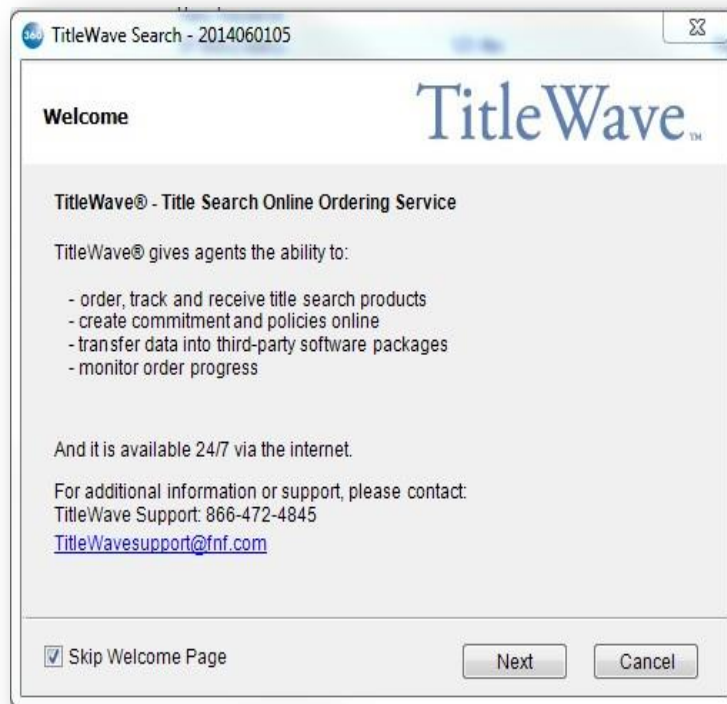 360 TitleWave Search - 2014060105
Welcome
TitleWave™
TitleWave® - Title Search Online Ordering Service
TitleWave® gives agents the ability to:
- order, track and receive title search products
- create commitment and policies online
- transfer data into third-party software packages
- monitor order progress
And it is available 24/7 via the internet.
For additional information or support, please contact:
TitleWave Support: 866-472-4845
TitleWavesupport@fnf.com
Skip Welcome Page
Next
Cancel